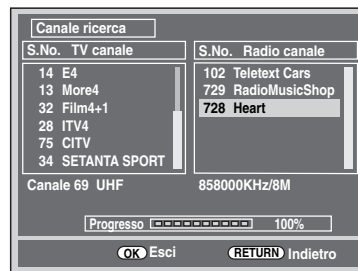 Canale ricerca
S.No. TV canale
14 E4
13 More4
32 Film4+1
28 ITV4
75 CITV
34 SETANTA SPORT
S.No. Radio canale
102 Teletext Cars
729 RadioMusicShop
728 Heart
Canale 69 UHF 858000KHz/8M
Progresso 100%
OK Esci RETURN Indietro